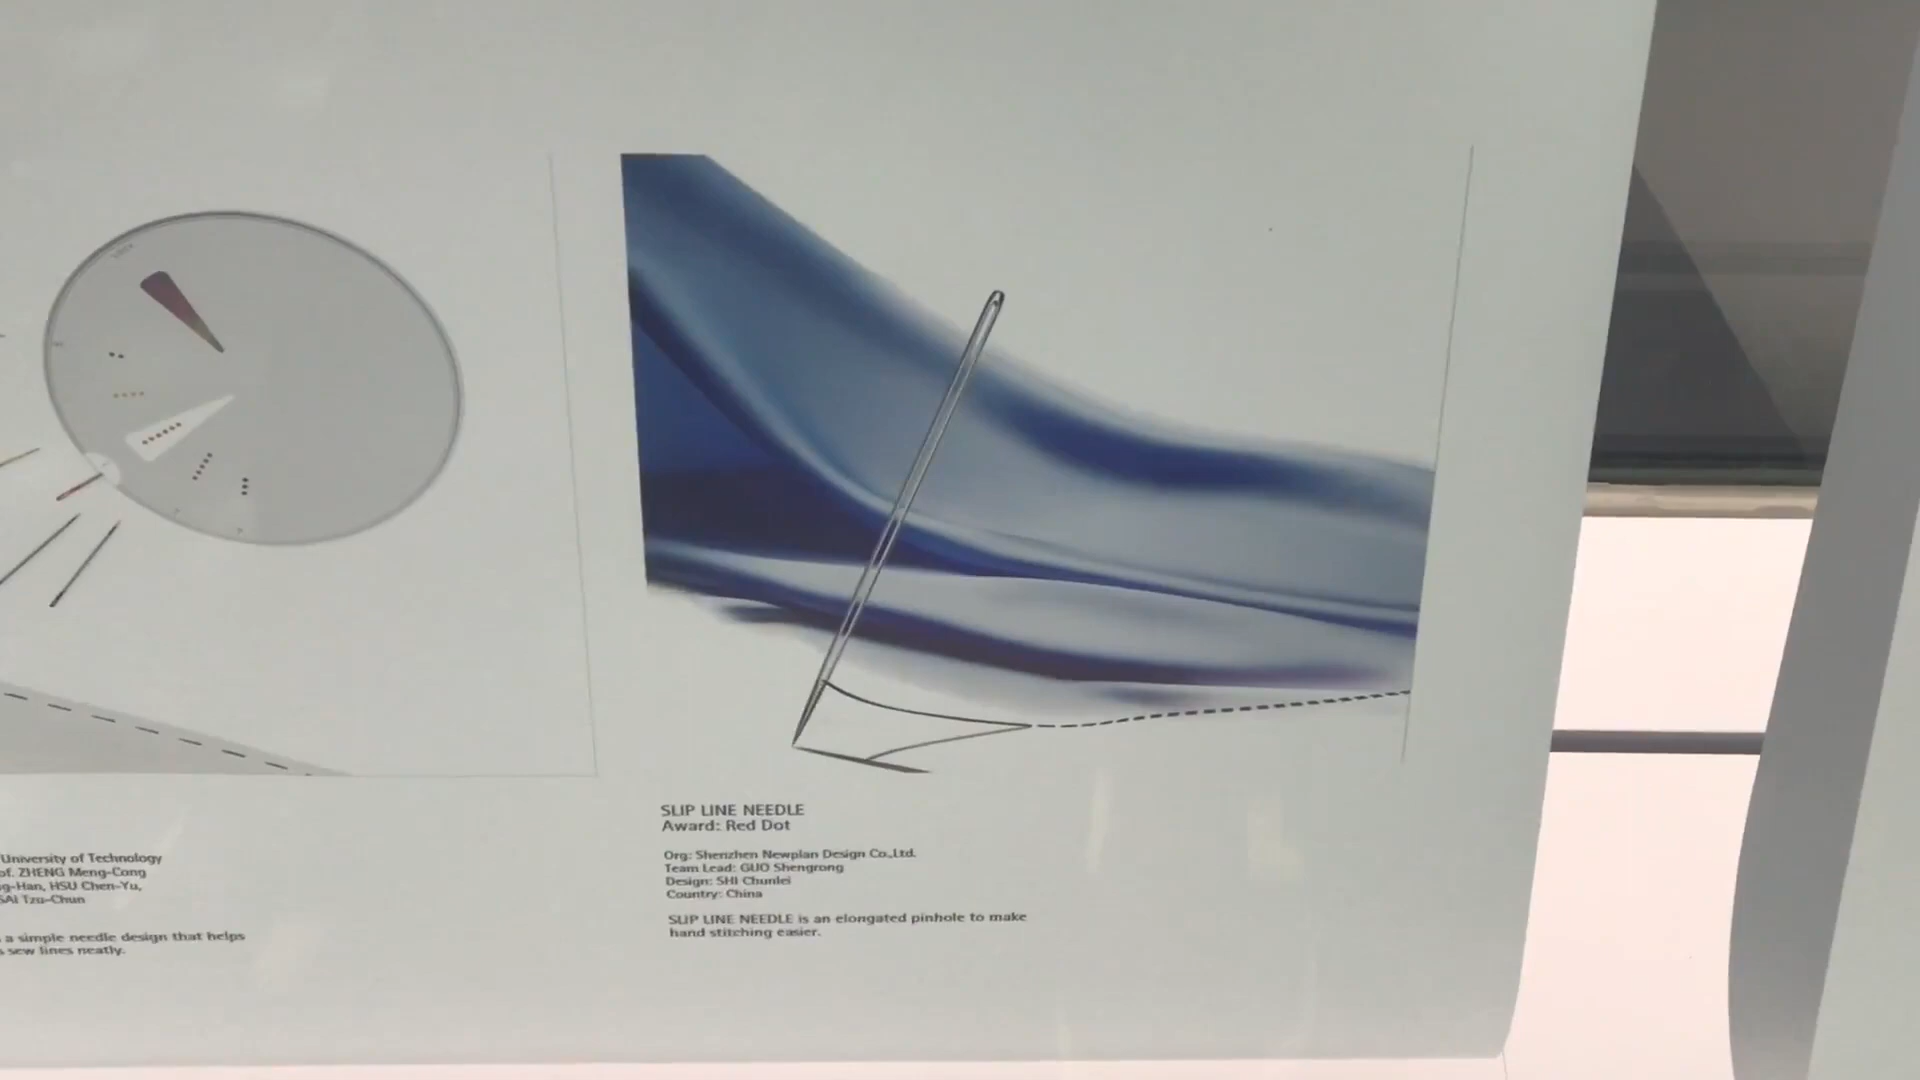 University of Technology
of. ZHENG Meng-Cong
g-Han, HSU Chen-Yu,
SAI Tzu-Chun
a simple needle design that helps
sew lines neatly.
SLIP LINE NEEDLE
Award: Red Dot
Org: Shenzhen Newplan Design Co.,Ltd.
Team Lead: GUO Shengrong
Design: SHI Chunlei
Country: China
SLIP LINE NEEDLE is an elongated pinhole to make
hand stitching easier.